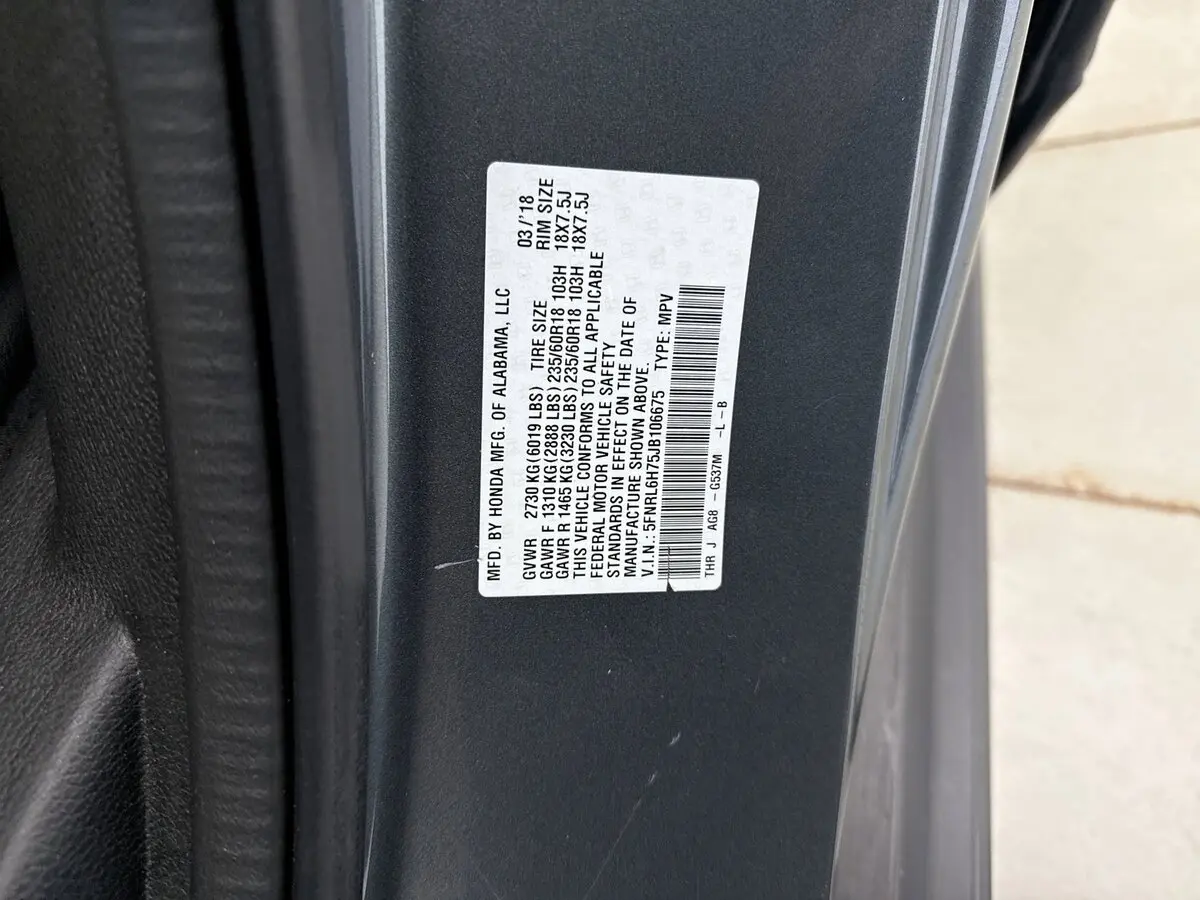 MFD. BY HONDA MFG. OF ALABAMA, LLC
GVWR 2730 KG(6019 LBS) TIRE SIZE 03/'18 RIM SIZE
GAWR F 1310 KG(2888 LBS) 235/60R18 103H 18X7.5J
GAWR R 1465 KG(3230 LBS) 235/60R18 103H 18X7.5J
THIS VEHICLE CONFORMS TO ALL APPLICABLE
FEDERAL MOTOR VEHICLE SAFETY
STANDARDS IN EFFECT ON THE DATE OF
MANUFACTURE SHOWN ABOVE.
V.I.N.: 5FNRL6H75JB106675 TYPE: MPV
THR J AG8 - G537M -L -B